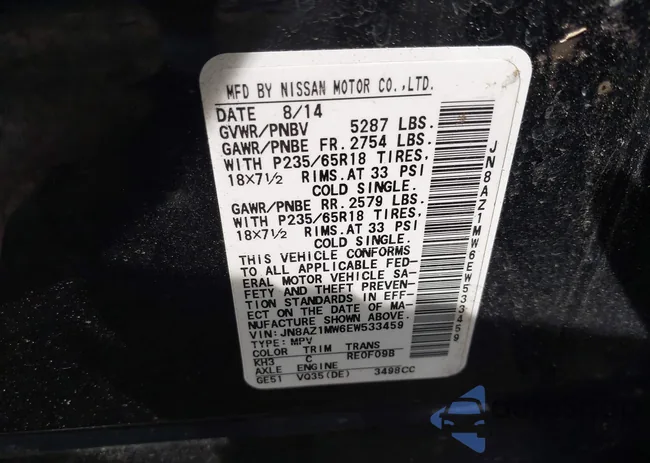 MFD BY NISSAN MOTOR CO.,LTD.
DATE 8/14
GVWR/PNBV 5287 LBS.
GAWR/PNBE FR. 2754 LBS.
WITH P235/65R18 TIRES,
18×7½ RIMS.AT 33 PSI
COLD SINGLE.
GAWR/PNBE RR. 2579 LBS.
WITH P235/65R18 TIRES,
18×7½ RIMS.AT 33 PSI
COLD SINGLE.
THIS VEHICLE CONFORMS
TO ALL APPLICABLE FED-
ERAL MOTOR VEHICLE SA-
FETY AND THEFT PREVEN-
TION STANDARDS IN EFF-
ECT ON THE DATE OF MA-
NUFACTURE SHOWN ABOVE.
VIN:JN8AZ1MW6EW533459
TYPE:MPV
COLOR TRIM TRANS
KH3 C RE0F09B
AXLE ENGINE
GE51 VQ35(DE) 3498CC
JN8AZ1MW6EW533459